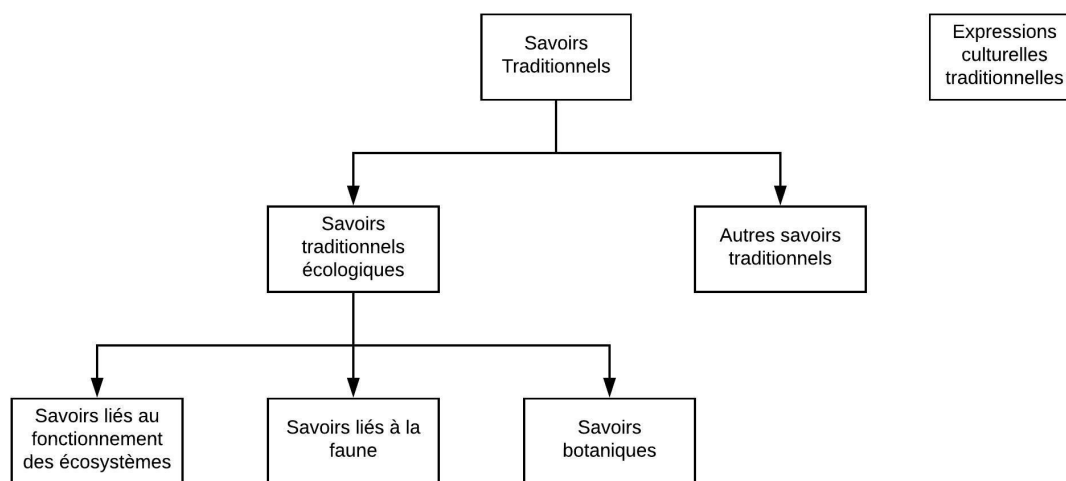 Savoirs
Traditionnels
Expressions
culturelles
traditionnelles
Savoirs
traditionnels
écologiques
Autres savoirs
traditionnels
Savoirs liés au
fonctionnement
des écosystèmes
Savoirs liés à la
faune
Savoirs
botaniques